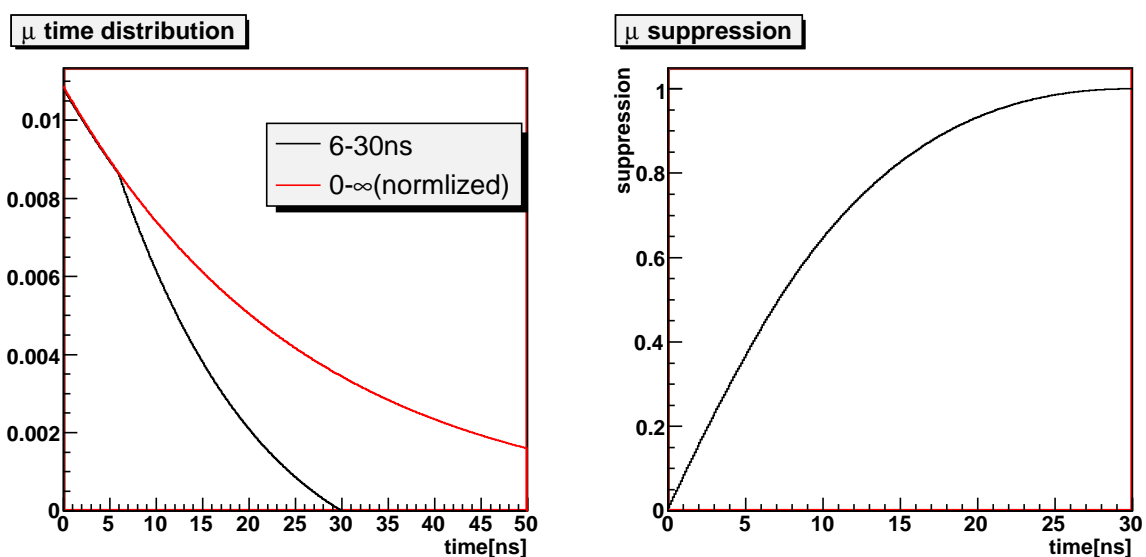 μ time distribution
0.01
0.008
0.006
0.004
0.002
0
6-30ns
0-∞(normlized)
0 5 10 15 20 25 30 35 40 45 50
time[ns]
μ suppression
suppression
1
0.8
0.6
0.4
0.2
0
0 5 10 15 20 25 30
time[ns]